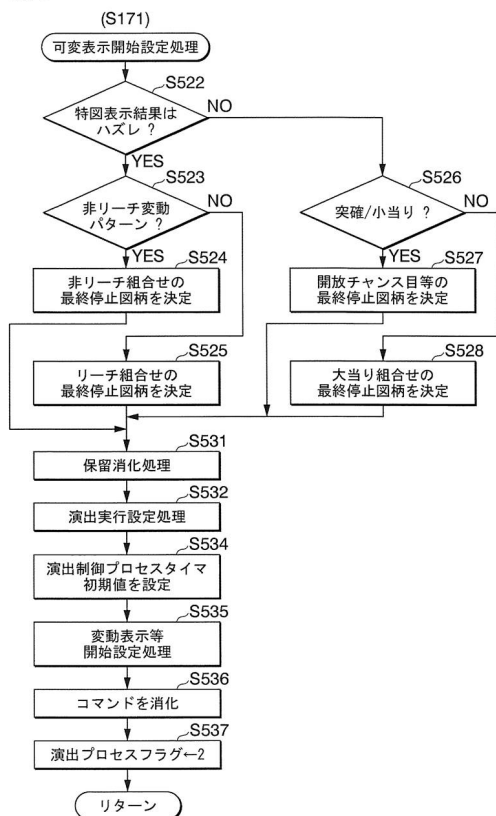 (S171)
可変表示開始設定処理
S522
特図表示結果は
ハズレ ?
NO
YES
S523
非リーチ変動
パターン ?
NO
YES
S524
非リーチ組合せの
最終停止図柄を決定
S525
リーチ組合せの
最終停止図柄を決定
S526
突確/小当り ?
NO
YES
S527
開放チャンス目等の
最終停止図柄を決定
S528
大当り組合せの
最終停止図柄を決定
S531
保留消化処理
S532
演出実行設定処理
S534
演出制御プロセスタイマ
初期値を設定
S535
変動表示等
開始設定処理
S536
コマンドを消化
S537
演出プロセスフラグ←2
リターン